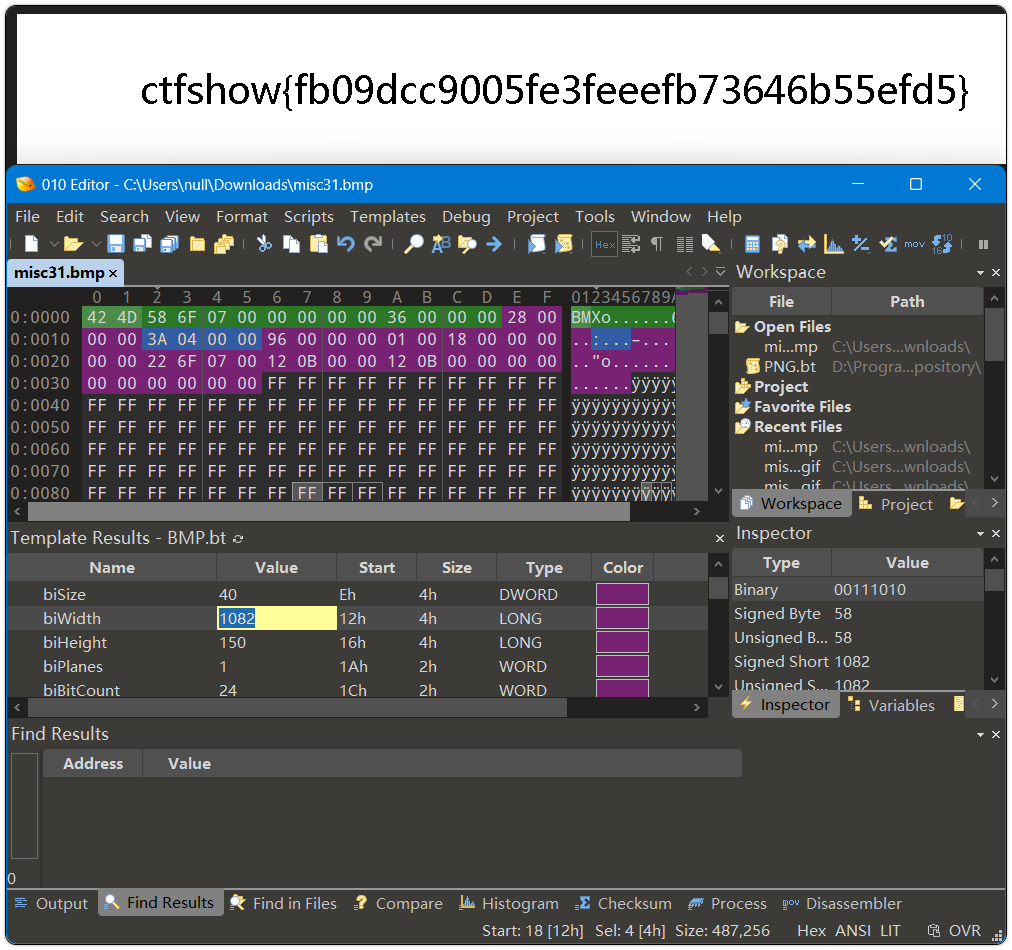 ctfshow{fb09dcc9005fe3feeefb73646b55efd5}
010 Editor - C:\Users\null\Downloads\misc31.bmp
File Edit Search View Format Scripts Templates Debug Project Tools Window Help
Hex mov
misc31.bmp × Workspace
0 1 2 3 4 5 6 7 8 9 A B C D E F 0123456789A File Path
0:0000 42 4D 58 6F 07 00 00 00 00 00 36 00 00 00 28 00 BMXo......6
0:0010 00 00 3A 04 00 00 96 00 00 00 01 00 18 00 00 00 ..:...–...
0:0020 00 00 22 6F 07 00 12 0B 00 00 12 0B 00 00 00 00 .."o......
0:0030 00 00 00 00 00 00 FF FF FF FF FF FF FF FF FF FF ......ÿÿÿÿÿ
0:0040 FF FF FF FF FF FF FF FF FF FF FF FF FF FF FF FF ÿÿÿÿÿÿÿÿÿÿÿ
0:0050 FF FF FF FF FF FF FF FF FF FF FF FF FF FF FF FF ÿÿÿÿÿÿÿÿÿÿÿ
0:0060 FF FF FF FF FF FF FF FF FF FF FF FF FF FF FF FF ÿÿÿÿÿÿÿÿÿÿÿ
0:0070 FF FF FF FF FF FF FF FF FF FF FF FF FF FF FF FF ÿÿÿÿÿÿÿÿÿÿÿ
0:0080 FF FF FF FF FF FF FF FF FF FF FF FF FF FF FF FF ÿÿÿÿÿÿÿÿÿÿÿ
Open Files
mi...mp C:\Users...wnloads\
PNG.bt D:\Progra...pository\
Project
Favorite Files
Recent Files
mi...mp C:\Users...wnloads\
mis...gif C:\Users...wnloads\
mis...gif C:\Users...wnloads\
Workspace Project
Template Results - BMP.bt
Name Value Start Size Type Color
biSize 40 Eh 4h DWORD
biWidth 1082 12h 4h LONG
biHeight 150 16h 4h LONG
biPlanes 1 1Ah 2h WORD
biBitCount 24 1Ch 2h WORD
Inspector
Type Value
Binary 00111010
Signed Byte 58
Unsigned B... 58
Signed Short 1082
Unsigned S... 1082
Inspector Variables
Find Results
Address Value
0
Output Find Results Find in Files Compare Histogram Checksum Process Disassembler
Start: 18 [12h] Sel: 4 [4h] Size: 487,256 Hex ANSI LIT OVR